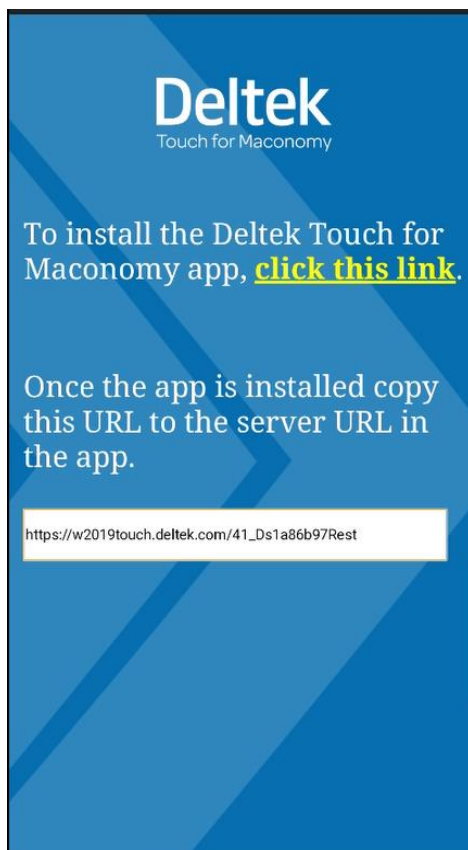 Deltek
Touch for Maconomy
To install the Deltek Touch for
Maconomy app, click this link.
Once the app is installed copy
this URL to the server URL in
the app.
https://w2019touch.deltek.com/41_Ds1a86b97Rest